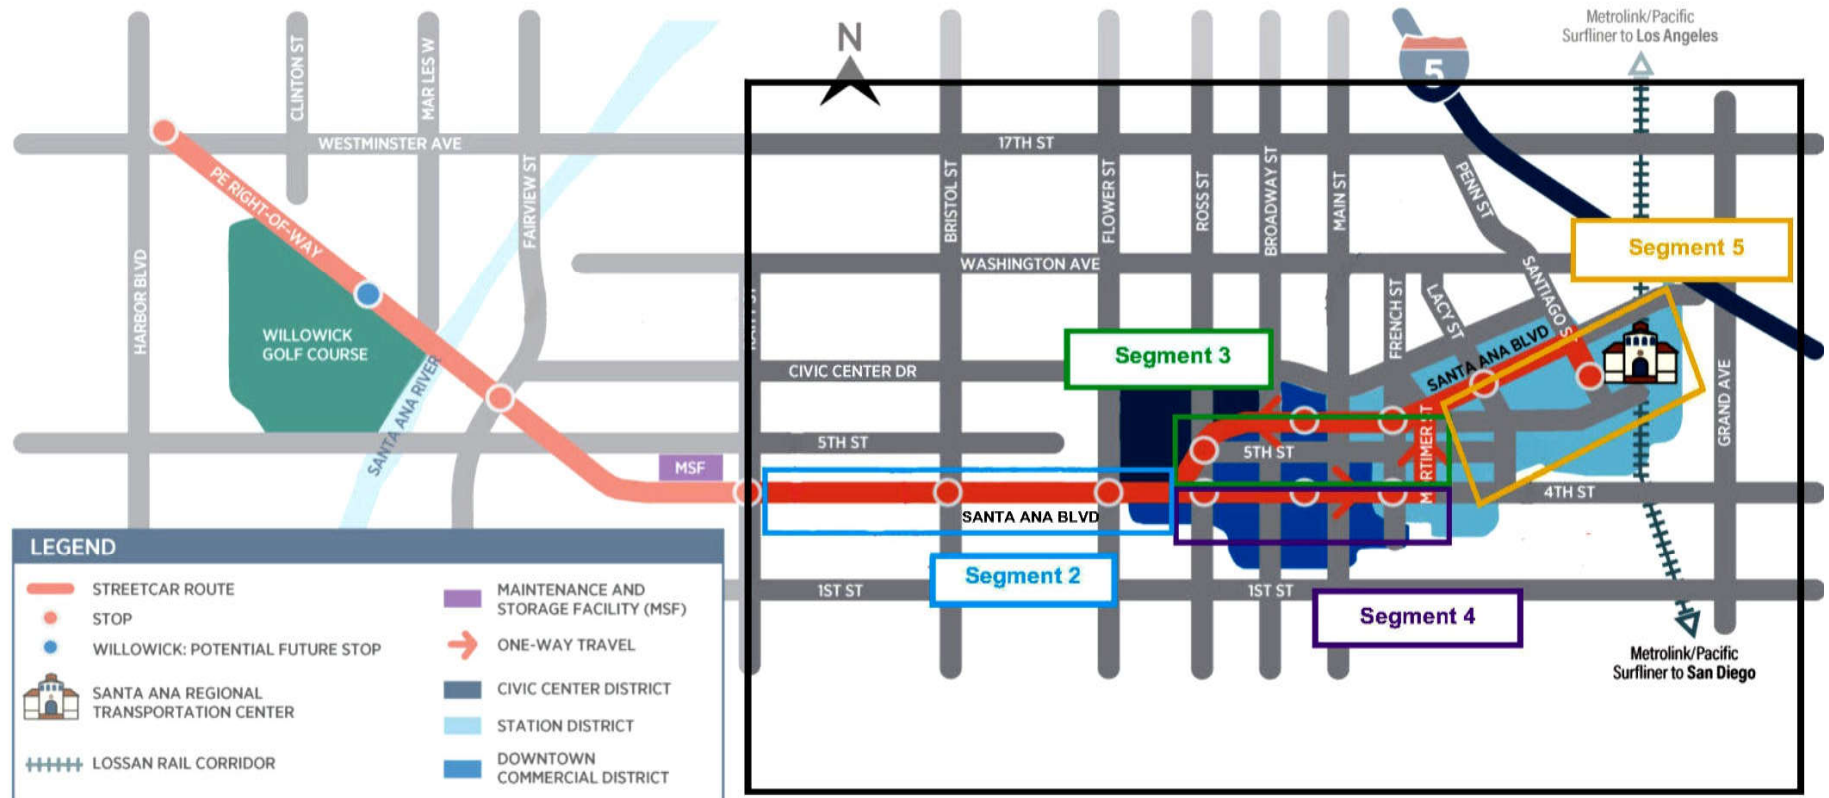 Metrolink/Pacific
Surfliner to Los Angeles
N
5
CLINTON ST
MAR LES W
WESTMINSTER AVE
17TH ST
PE RIGHT-OF-WAY
FAIRVIEW ST
BRISTOL ST
FLOWER ST
ROSS ST
BROADWAY ST
MAIN ST
PENN ST
Segment 5
HARBOR BLVD
WASHINGTON AVE
SANTIAGO S
FRENCH ST
LACY ST
WILLOWICK
GOLF COURSE
Segment 3
SANTA ANA BLVD
CIVIC CENTER DR
SANTA ANA RIVER
GRAND AVE
5TH ST
5TH ST
RTIMER ST
MSF
4TH ST
SANTA ANA BLVD
Segment 2
1ST ST
1ST ST
Segment 4
Metrolink/Pacific
Surfliner to San Diego
LEGEND
STREETCAR ROUTE
STOP
WILLOWICK: POTENTIAL FUTURE STOP
SANTA ANA REGIONAL
TRANSPORTATION CENTER
LOSSAN RAIL CORRIDOR
MAINTENANCE AND
STORAGE FACILITY (MSF)
ONE-WAY TRAVEL
CIVIC CENTER DISTRICT
STATION DISTRICT
DOWNTOWN
COMMERCIAL DISTRICT